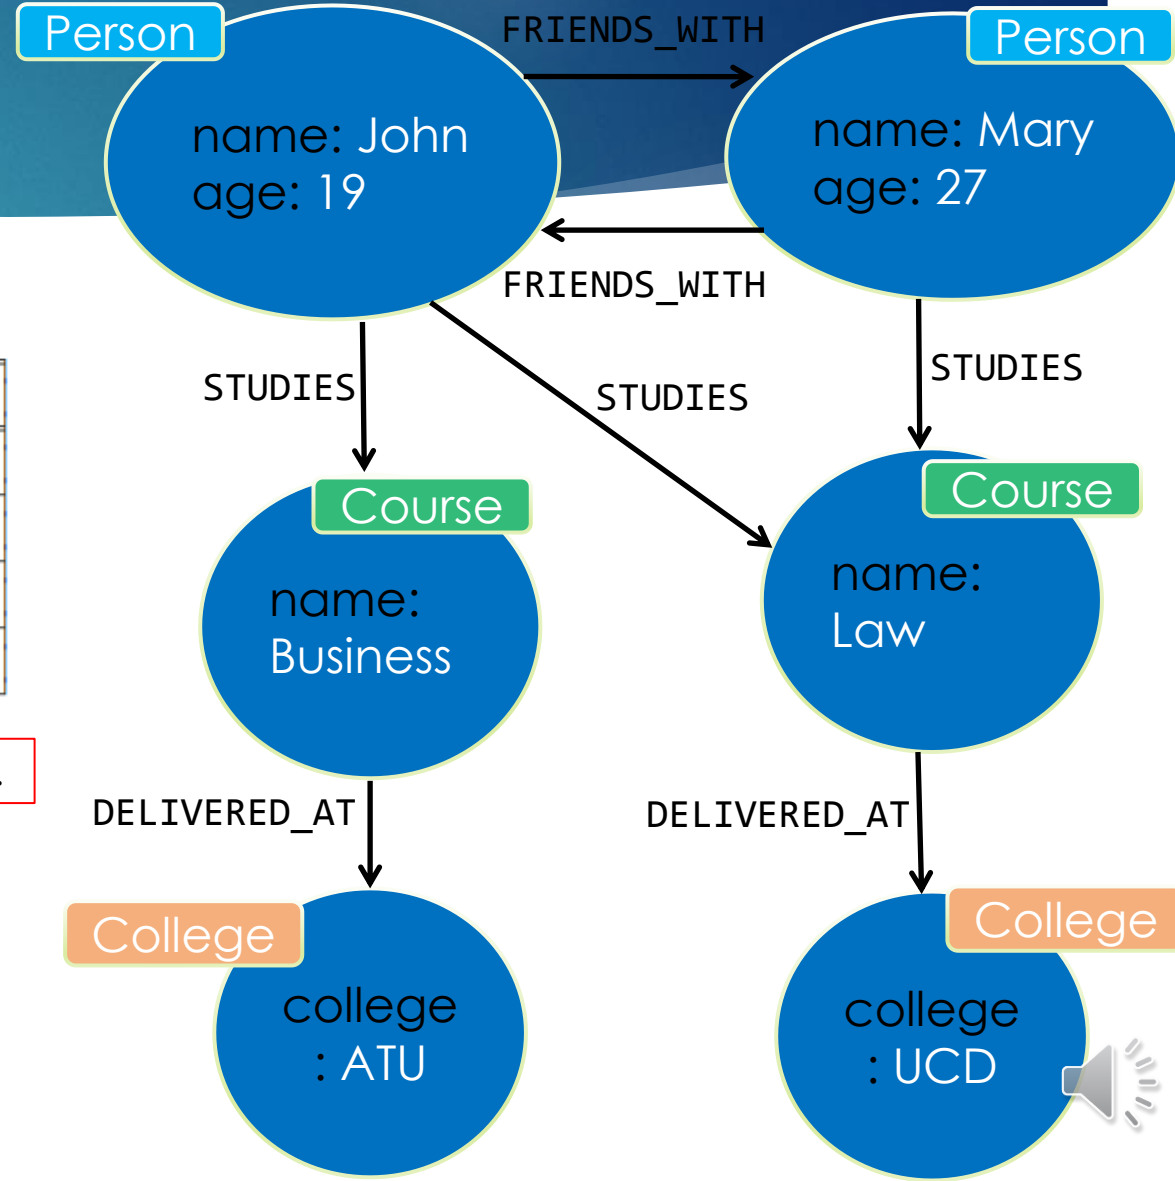 Person
FRIENDS_WITH
Person
name: John
age: 19
name: Mary
age: 27
FRIENDS_WITH
STUDIES
STUDIES
STUDIES
Course
Course
name:
Business
name:
Law
DELIVERED_AT
DELIVERED_AT
College
College
college
: ATU
college
: UCD